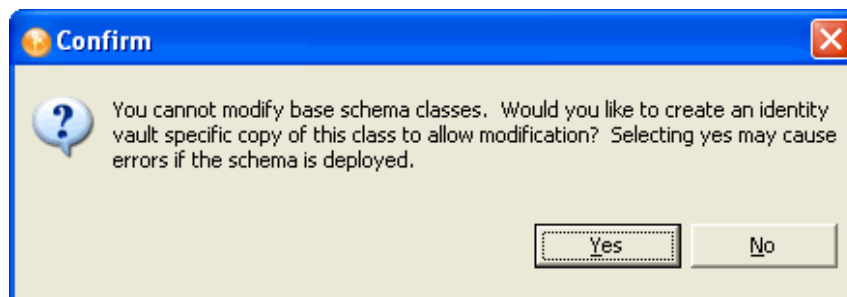 Confirm
You cannot modify base schema classes.  Would you like to create an identity
vault specific copy of this class to allow modification?  Selecting yes may cause
errors if the schema is deployed.
Yes
No